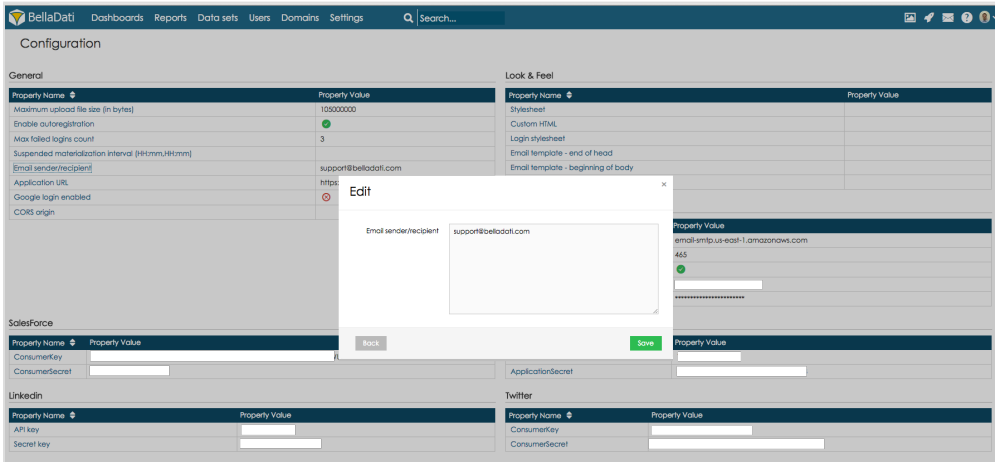 BellaDati Dashboards Reports Data sets Users Domains Settings Search...
Configuration
General
Property Name Property Value
Maximum upload file size (in bytes) 105000000
Enable autoregistration
Max failed logins count 3
Suspended materialization interval (HH:mm,HH:mm)
Email sender/recipient support@belladati.com
Application URL https:
Google login enabled
CORS origin
Look & Feel
Property Name Property Value
Stylesheet
Custom HTML
Login stylesheet
Email template - end of head
Email template - beginning of body
Edit
×
Email sender/recipient support@belladati.com
Back Save
Property Value
email-smtp.us-east-1.amazonaws.com
465
SalesForce
Property Name Property Value
ConsumerKey
ConsumerSecret
Property Value
ApplicationSecret
Linkedin
Property Name Property Value
API key
Secret key
Twitter
Property Name Property Value
ConsumerKey
ConsumerSecret